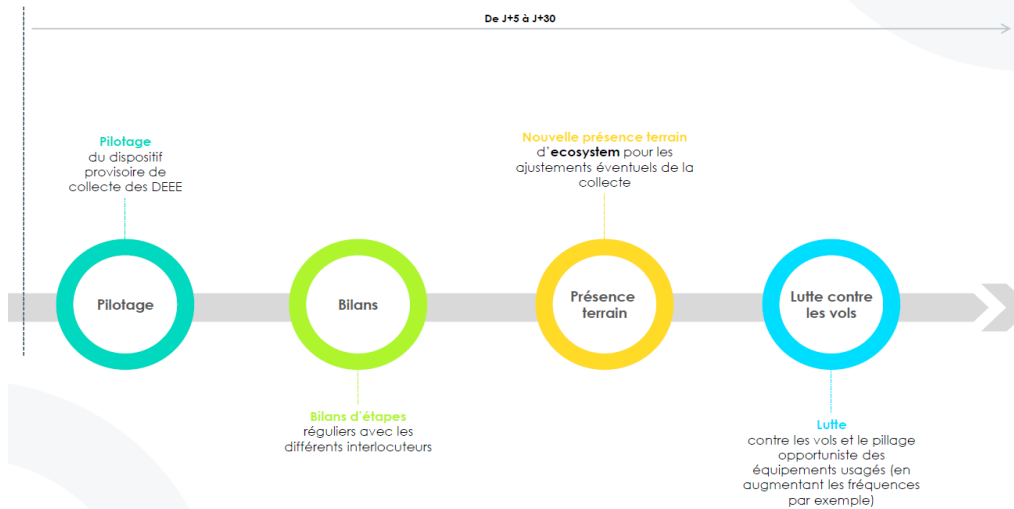 De J+5 à J+30
Pilotage
du dispositif
provisoire de
collecte des DEEE
Nouvelle présence terrain
d'ecosystem pour les
ajustements éventuels de la
collecte
Pilotage
Bilans
Présence
terrain
Lutte contre
les vols
Bilans d'étapes
réguliers avec les
différents interlocuteurs
Lutte
contre les vols et le pillage
opportuniste des
équipements usagés (en
augmentant les fréquences
par exemple)